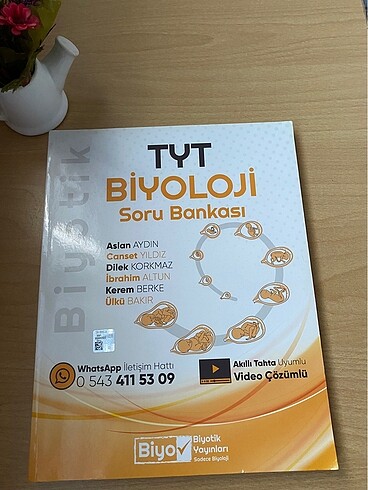 Biyotik
TYT
BİYOLOJİ
Soru Bankası
Aslan AYDIN
Canset YILDIZ
Dilek KORKMAZ
İbrahim ALTUN
Kerem BERKE
Ülkü BAKIR
WhatsApp İletişim Hattı
0 543 411 53 09
Akıllı Tahta Uyumlu
Video Çözümlü
Biyo
Biyotik
Yayınları
Sadece Biyoloji